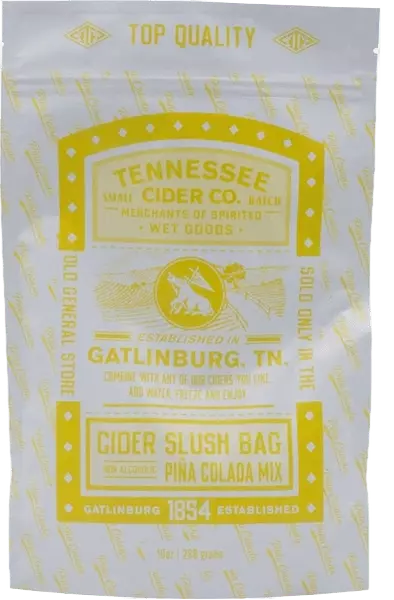 TOP QUALITY
TENNESSEE
SMALL CIDER CO. BATCH
MERCHANTS OF SPIRITED
• WET GOODS •
OLD GENERAL STORE
SOLD ONLY IN THE
ESTABLISHED IN
GATLINBURG, TN.
COMBINE WITH ANY OF OUR CIDERS YOU LIKE.
ADD WATER, FREEZE AND ENJOY.
CIDER SLUSH BAG
NON ALCOHOLIC PIÑA COLADA MIX
GATLINBURG 1854 ESTABLISHED